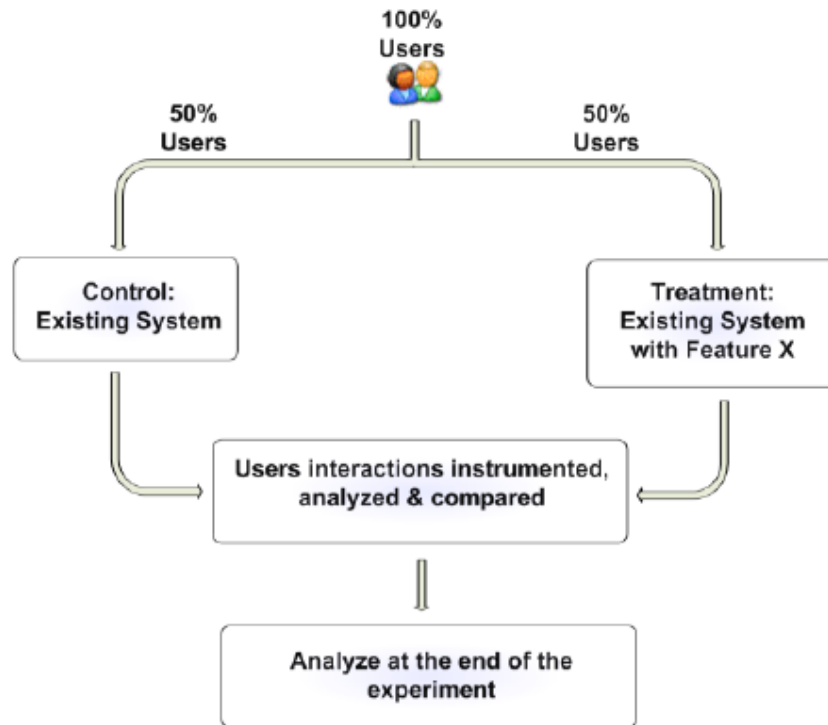 100%
Users
50%
Users
50%
Users
Control:
Existing System
Treatment:
Existing System
with Feature X
Users interactions instrumented,
analyzed & compared
Analyze at the end of the
experiment